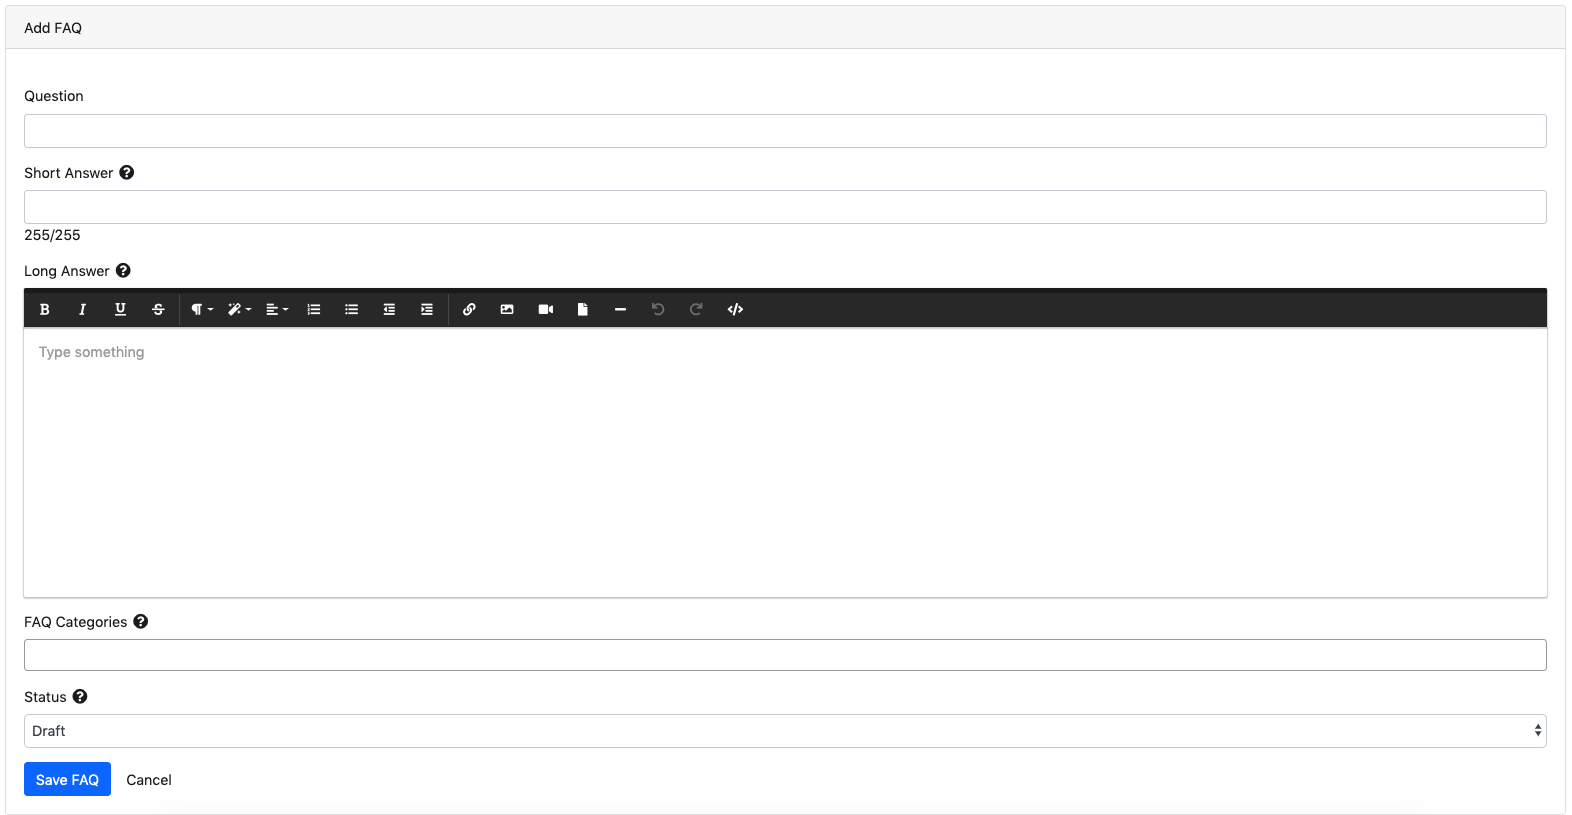 Add FAQ
Question
Short Answer
255/255
Long Answer
Type something
FAQ Categories
Status
Draft
Save FAQ Cancel